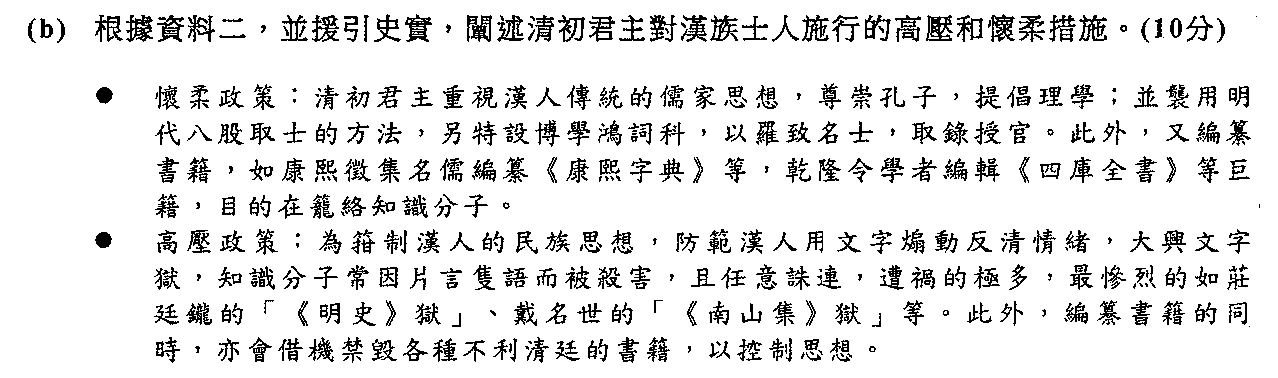 (b) 根據資料二，並援引史實，闡述清初君主對漢族士人施行的高壓和懷柔措施。(10分)
● 懷柔政策：清初君主重視漢人傳統的儒家思想，尊崇孔子，提倡理學；並襲用明
代八股取士的方法，另特設博學鴻詞科，以羅致名士，取錄授官。此外，又編纂
書籍，如康熙徵集名儒編纂《康熙字典》等，乾隆令學者編輯《四庫全書》等巨
籍，目的在籠絡知識分子。
● 高壓政策：為箝制漢人的民族思想，防範漢人用文字煽動反清情緒，大興文字
獄，知識分子常因片言隻語而被殺害，且任意誅連，遭禍的極多，最慘烈的如莊
廷鑨的「《明史》獄」、戴名世的「《南山集》獄」等。此外，編纂書籍的同
時，亦會借機禁毀各種不利清廷的書籍，以控制思想。